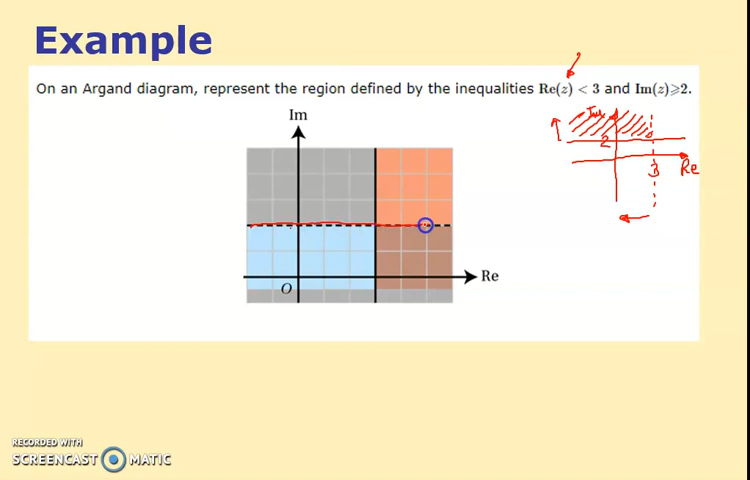 Example
On an Argand diagram, represent the region defined by the inequalities Re(z) < 3 and Im(z)⩾2.
Im
Im
2
3 Re
Re
O
RECORDED WITH
SCREENCAST MATIC